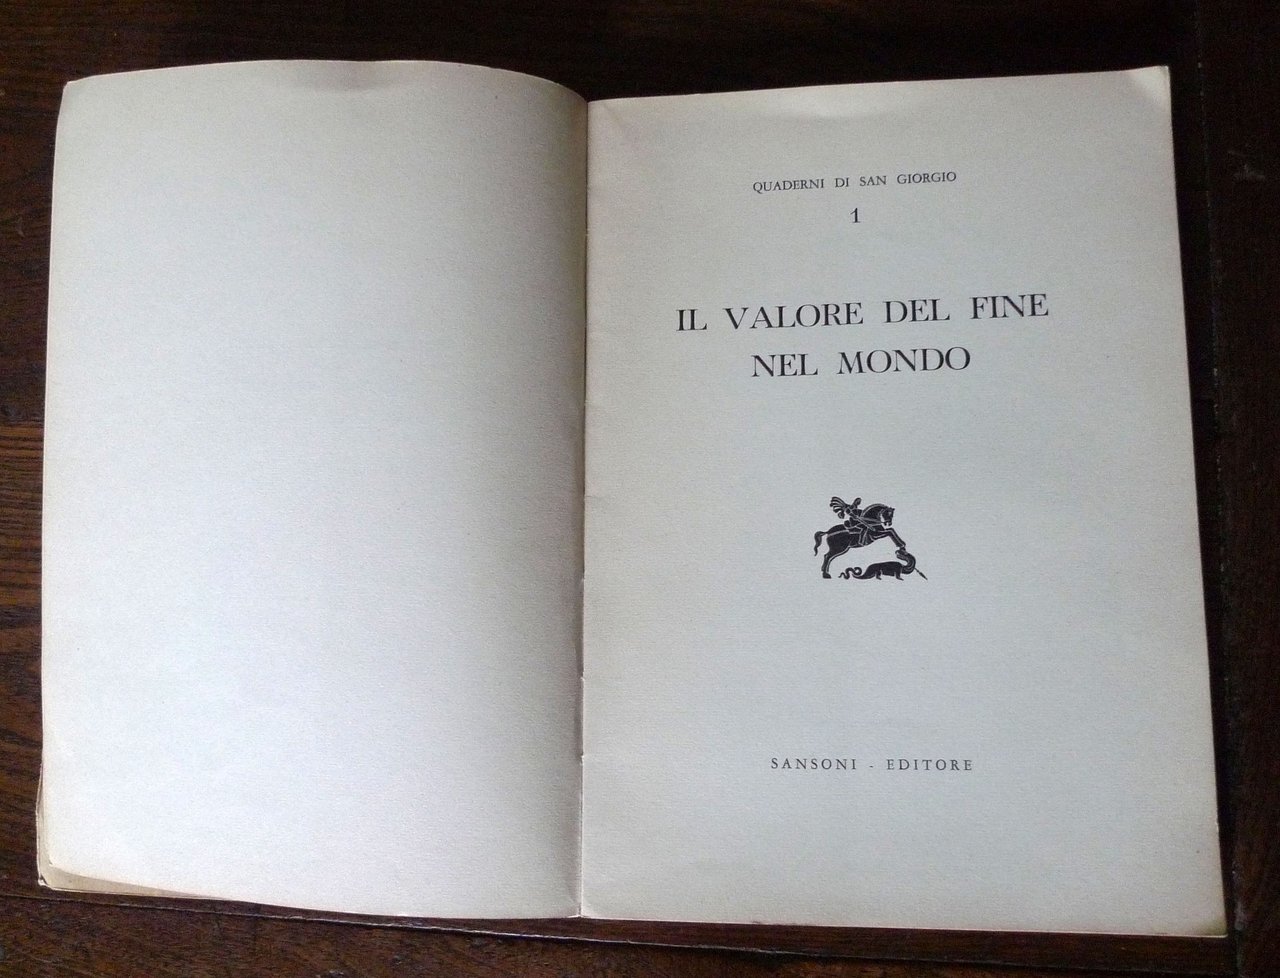 QUADERNI DI SAN GIORGIO
1
IL VALORE DEL FINE
NEL MONDO
SANSONI - EDITORE